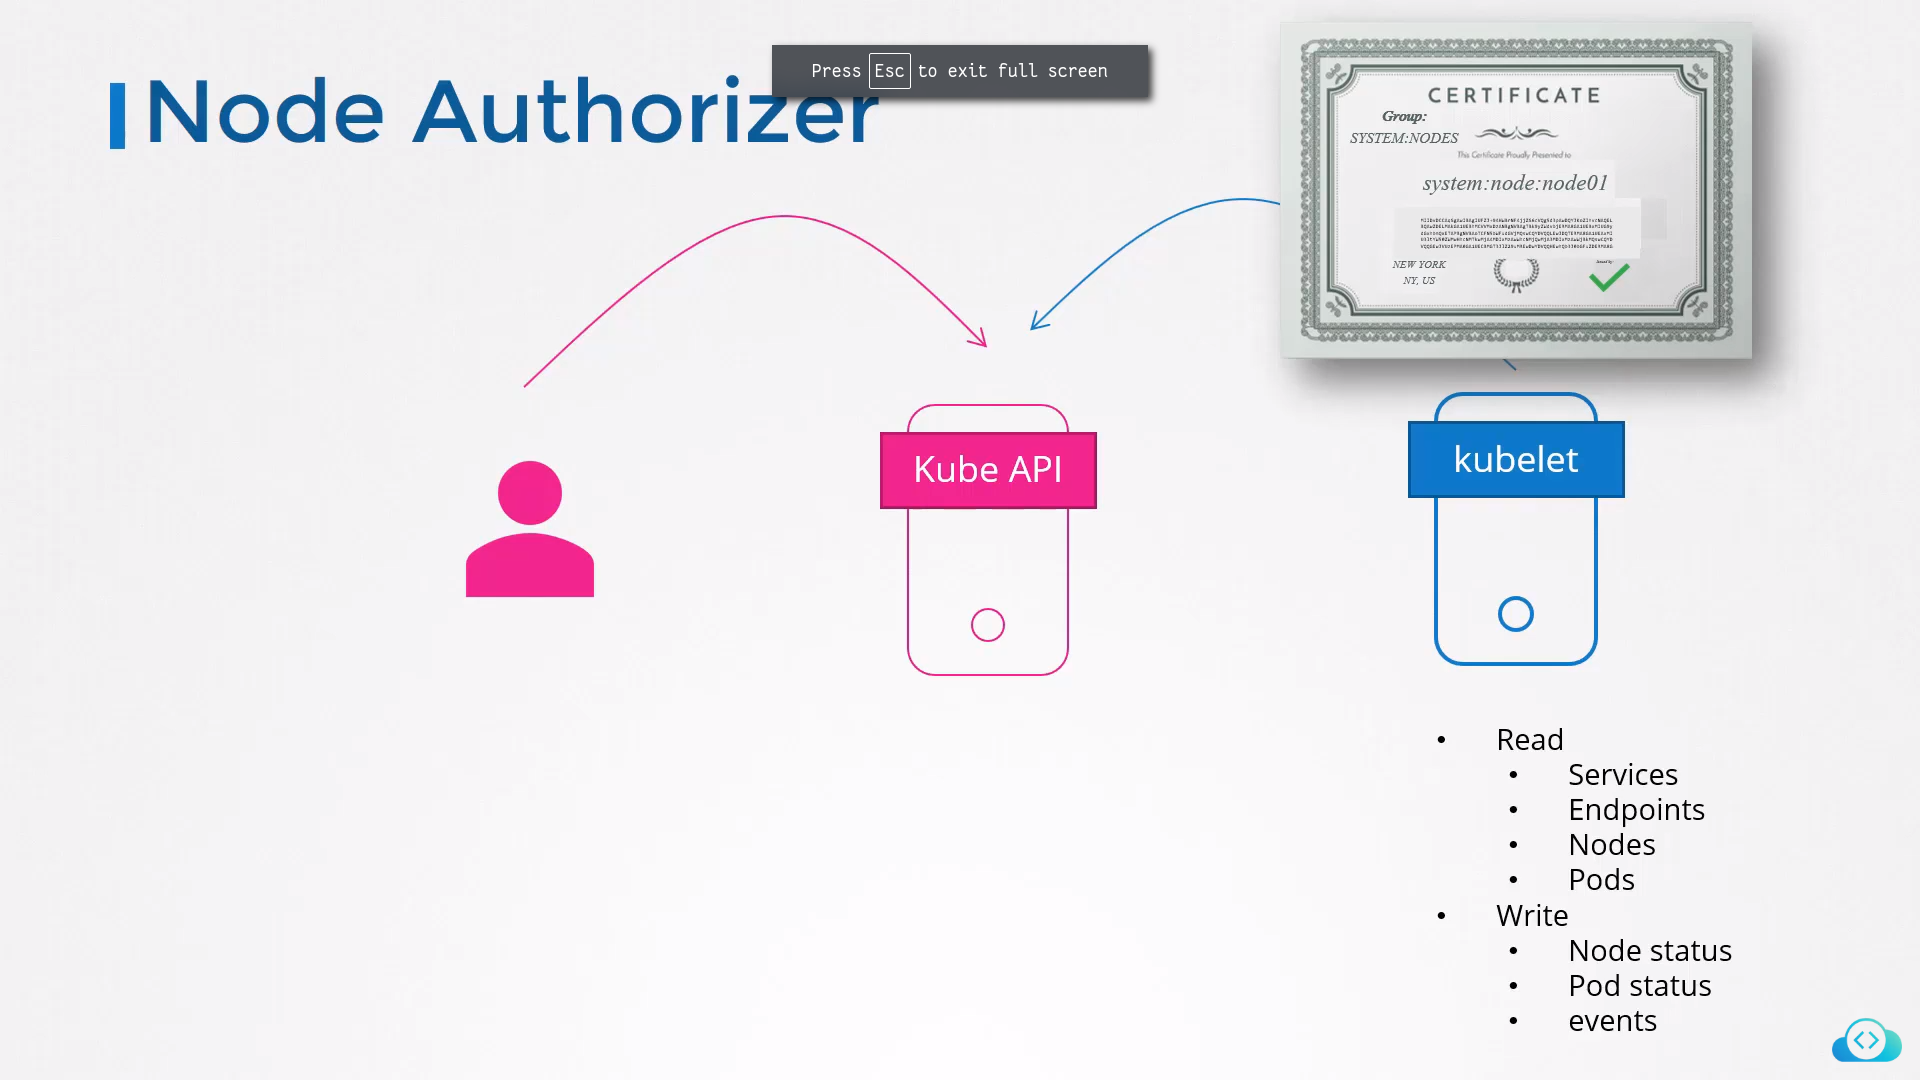 Node Authorizer
Press Esc to exit full screen
CERTIFICATE
Group:
SYSTEM:NODES
This Certificate Proudly Presented to
system:node:node01
NEW YORK
NY, US
Kube API
kubelet
• Read
• Services
• Endpoints
• Nodes
• Pods
• Write
• Node status
• Pod status
• events